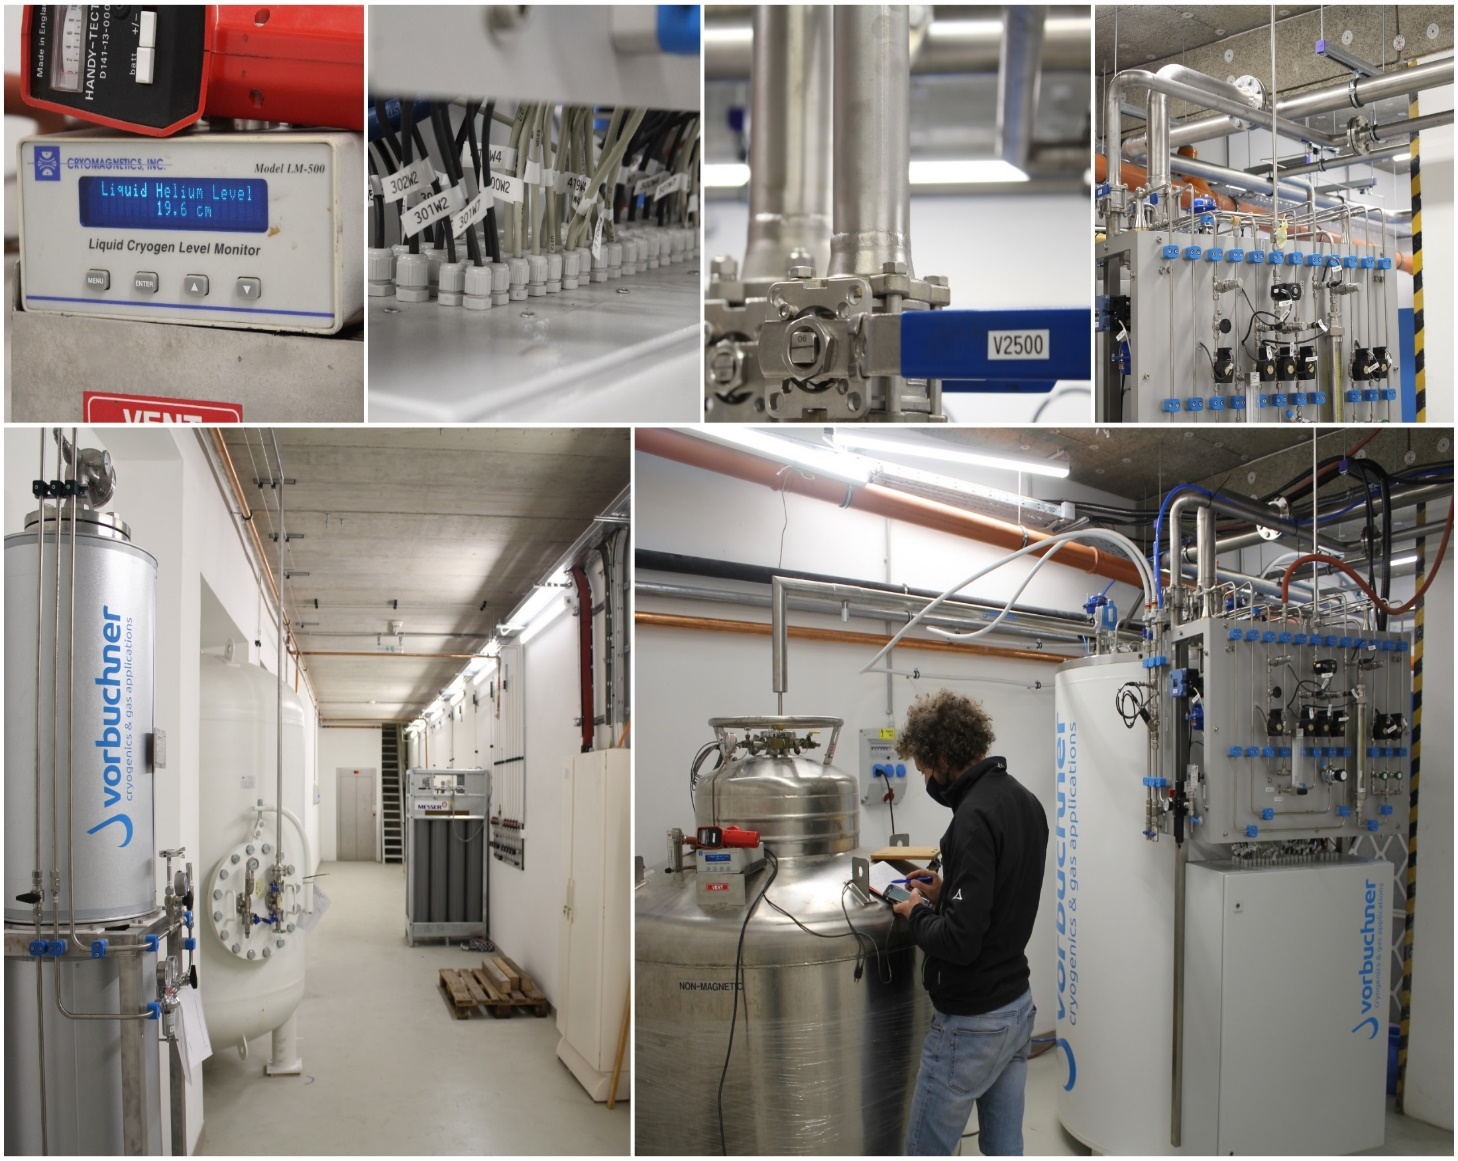 Made in England
HANDY-TECT
D141-13-000
batt
+/-
CRYOMAGNETICS, INC.
Model LM-500
Liquid Helium Level
19.6 cm
Liquid Cryogen Level Monitor
MENU
ENTER
VENT
302W2
301W2
301W7
00W2
W4
V2500
vorbuchner
cryogenics & gas applications
MESSER
NON-MAGNETIC
VENT
vorbuchner
cryogenics & gas applications
vorbuchner
cryogenics & gas applications